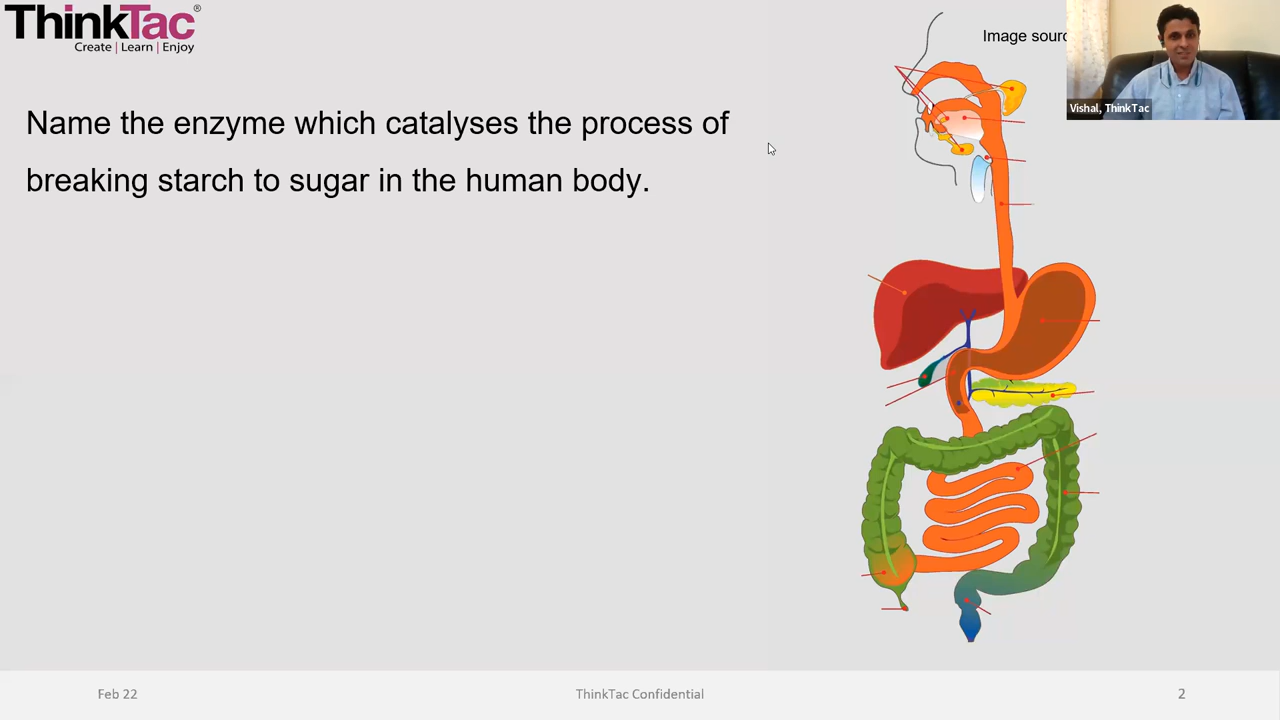 ThinkTac®
Create | Learn | Enjoy
Image sourc
Vishal, ThinkTac
Name the enzyme which catalyses the process of
breaking starch to sugar in the human body.
Feb 22
ThinkTac Confidential
2